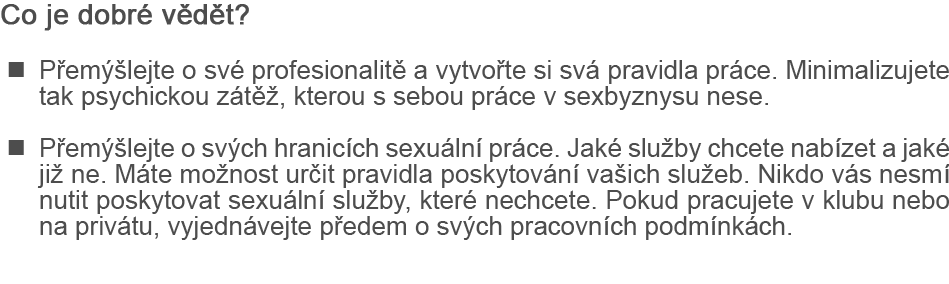 Co je dobré vědět?
■ Přemýšlejte o své profesionalitě a vytvořte si svá pravidla práce. Minimalizujete
tak psychickou zátěž, kterou s sebou práce v sexbyznysu nese.
■ Přemýšlejte o svých hranicích sexuální práce. Jaké služby chcete nabízet a jaké
již ne. Máte možnost určit pravidla poskytování vašich služeb. Nikdo vás nesmí
nutit poskytovat sexuální služby, které nechcete. Pokud pracujete v klubu nebo
na privátu, vyjednávejte předem o svých pracovních podmínkách.